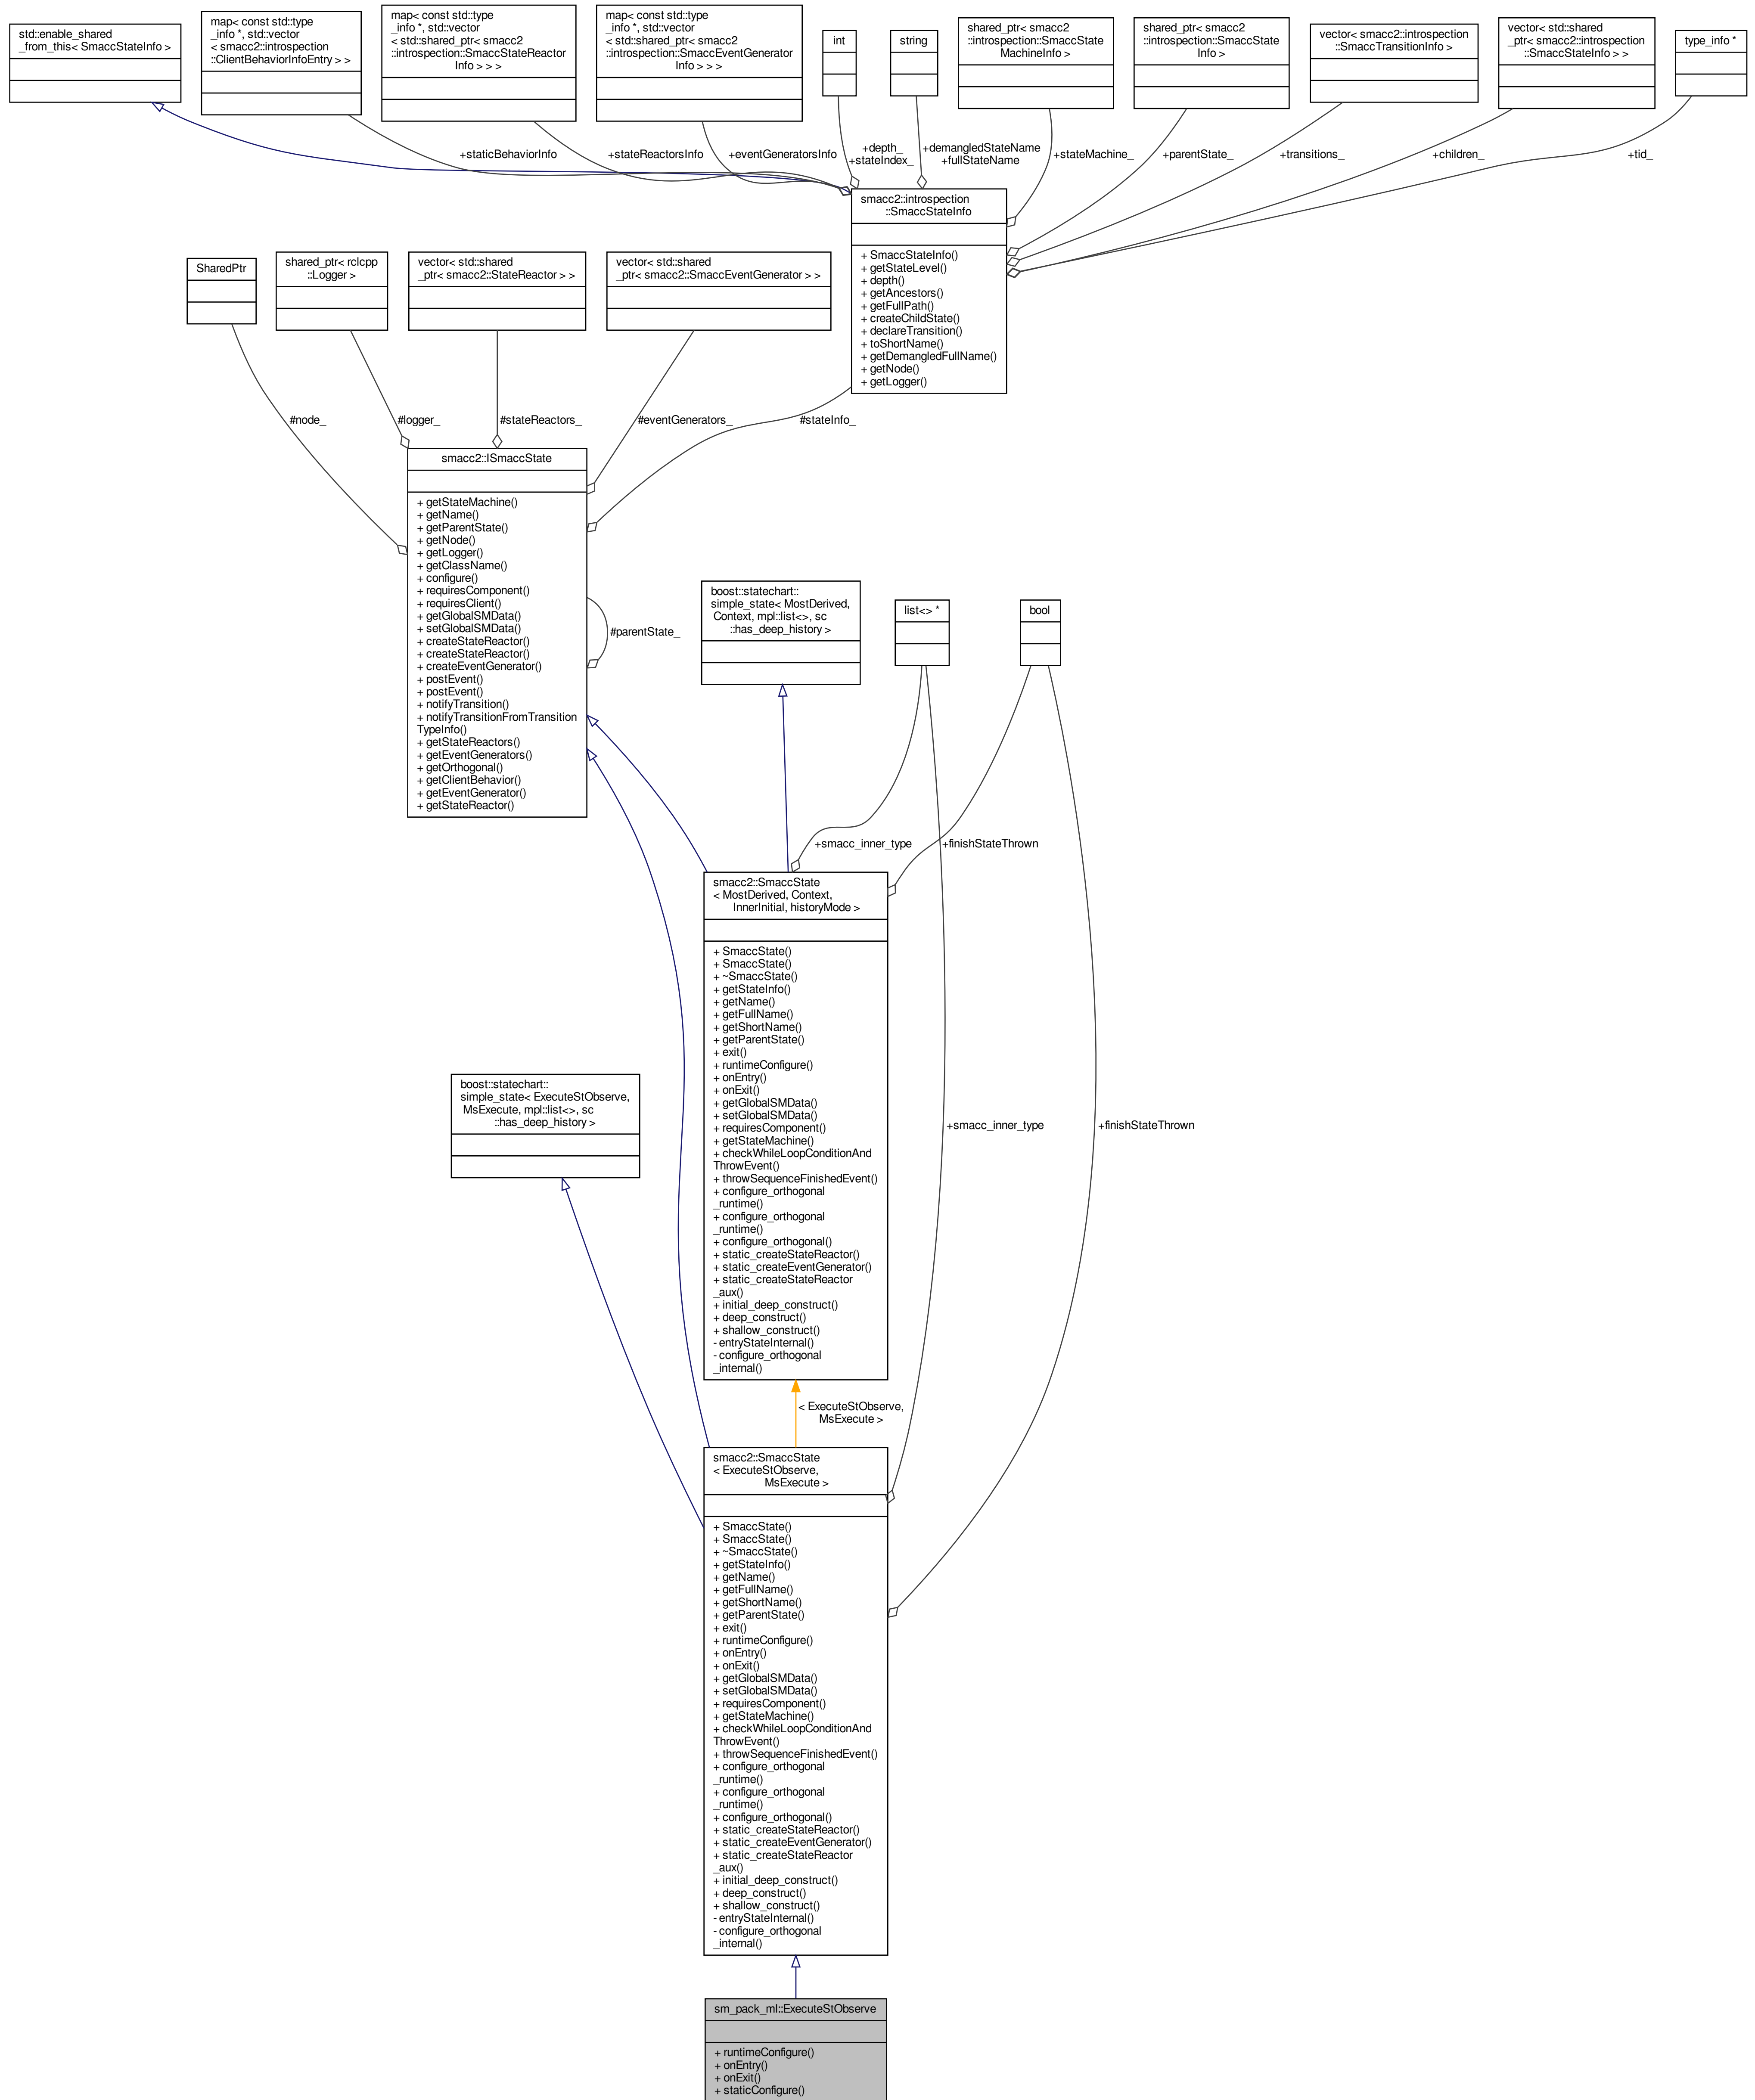 std::enable_shared
_from_this< SmaccStateInfo >
map< const std::type
_info *, std::vector
< smacc2::introspection
::ClientBehaviorInfoEntry > >
map< const std::type
_info *, std::vector
< std::shared_ptr< smacc2
::introspection::SmaccStateReactor
Info > > >
map< const std::type
_info *, std::vector
< std::shared_ptr< smacc2
::introspection::SmaccEventGenerator
Info > > >
int
string
shared_ptr< smacc2
::introspection::SmaccState
MachineInfo >
shared_ptr< smacc2
::introspection::SmaccState
Info >
vector< smacc2::introspection
::SmaccTransitionInfo >
vector< std::shared
_ptr< smacc2::introspection
::SmaccStateInfo > >
type_info *
+staticBehaviorInfo
+stateReactorsInfo
+eventGeneratorsInfo
+depth_
+stateIndex_
+demangledStateName
+fullStateName
+stateMachine_
+parentState_
+transitions_
+children_
+tid_
smacc2::introspection
::SmaccStateInfo
+ SmaccStateInfo()
+ getStateLevel()
+ depth()
+ getAncestors()
+ getFullPath()
+ createChildState()
+ declareTransition()
+ toShortName()
+ getDemangledFullName()
+ getNode()
+ getLogger()
SharedPtr
shared_ptr< rclcpp
::Logger >
vector< std::shared
_ptr< smacc2::StateReactor > >
vector< std::shared
_ptr< smacc2::SmaccEventGenerator > >
#node_
#logger_
#stateReactors_
#eventGenerators_
#stateInfo_
smacc2::ISmaccState
+ getStateMachine()
+ getName()
+ getParentState()
+ getNode()
+ getLogger()
+ getClassName()
+ configure()
+ requiresComponent()
+ requiresClient()
+ getGlobalSMData()
+ setGlobalSMData()
+ createStateReactor()
+ createStateReactor()
+ createEventGenerator()
+ postEvent()
+ postEvent()
+ notifyTransition()
+ notifyTransitionFromTransition
TypeInfo()
+ getStateReactors()
+ getEventGenerators()
+ getOrthogonal()
+ getClientBehavior()
+ getEventGenerator()
+ getStateReactor()
#parentState_
boost::statechart::
simple_state< MostDerived,
Context, mpl::list<>, sc
::has_deep_history >
list<> *
bool
+smacc_inner_type
+finishStateThrown
smacc2::SmaccState
< MostDerived, Context,
InnerInitial, historyMode >
+ SmaccState()
+ SmaccState()
+ ~SmaccState()
+ getStateInfo()
+ getName()
+ getFullName()
+ getShortName()
+ getParentState()
+ exit()
+ runtimeConfigure()
+ onEntry()
+ onExit()
+ getGlobalSMData()
+ setGlobalSMData()
+ requiresComponent()
+ getStateMachine()
+ checkWhileLoopConditionAnd
ThrowEvent()
+ throwSequenceFinishedEvent()
+ configure_orthogonal
_runtime()
+ configure_orthogonal
_runtime()
+ configure_orthogonal()
+ static_createStateReactor()
+ static_createEventGenerator()
+ static_createStateReactor
_aux()
+ initial_deep_construct()
+ deep_construct()
+ shallow_construct()
- entryStateInternal()
- configure_orthogonal
_internal()
boost::statechart::
simple_state< ExecuteStObserve,
MsExecute, mpl::list<>, sc
::has_deep_history >
+smacc_inner_type
+finishStateThrown
< ExecuteStObserve,
MsExecute >
smacc2::SmaccState
< ExecuteStObserve,
MsExecute >
+ SmaccState()
+ SmaccState()
+ ~SmaccState()
+ getStateInfo()
+ getName()
+ getFullName()
+ getShortName()
+ getParentState()
+ exit()
+ runtimeConfigure()
+ onEntry()
+ onExit()
+ getGlobalSMData()
+ setGlobalSMData()
+ requiresComponent()
+ getStateMachine()
+ checkWhileLoopConditionAnd
ThrowEvent()
+ throwSequenceFinishedEvent()
+ configure_orthogonal
_runtime()
+ configure_orthogonal
_runtime()
+ configure_orthogonal()
+ static_createStateReactor()
+ static_createEventGenerator()
+ static_createStateReactor
_aux()
+ initial_deep_construct()
+ deep_construct()
+ shallow_construct()
- entryStateInternal()
- configure_orthogonal
_internal()
sm_pack_ml::ExecuteStObserve
+ runtimeConfigure()
+ onEntry()
+ onExit()
+ staticConfigure()